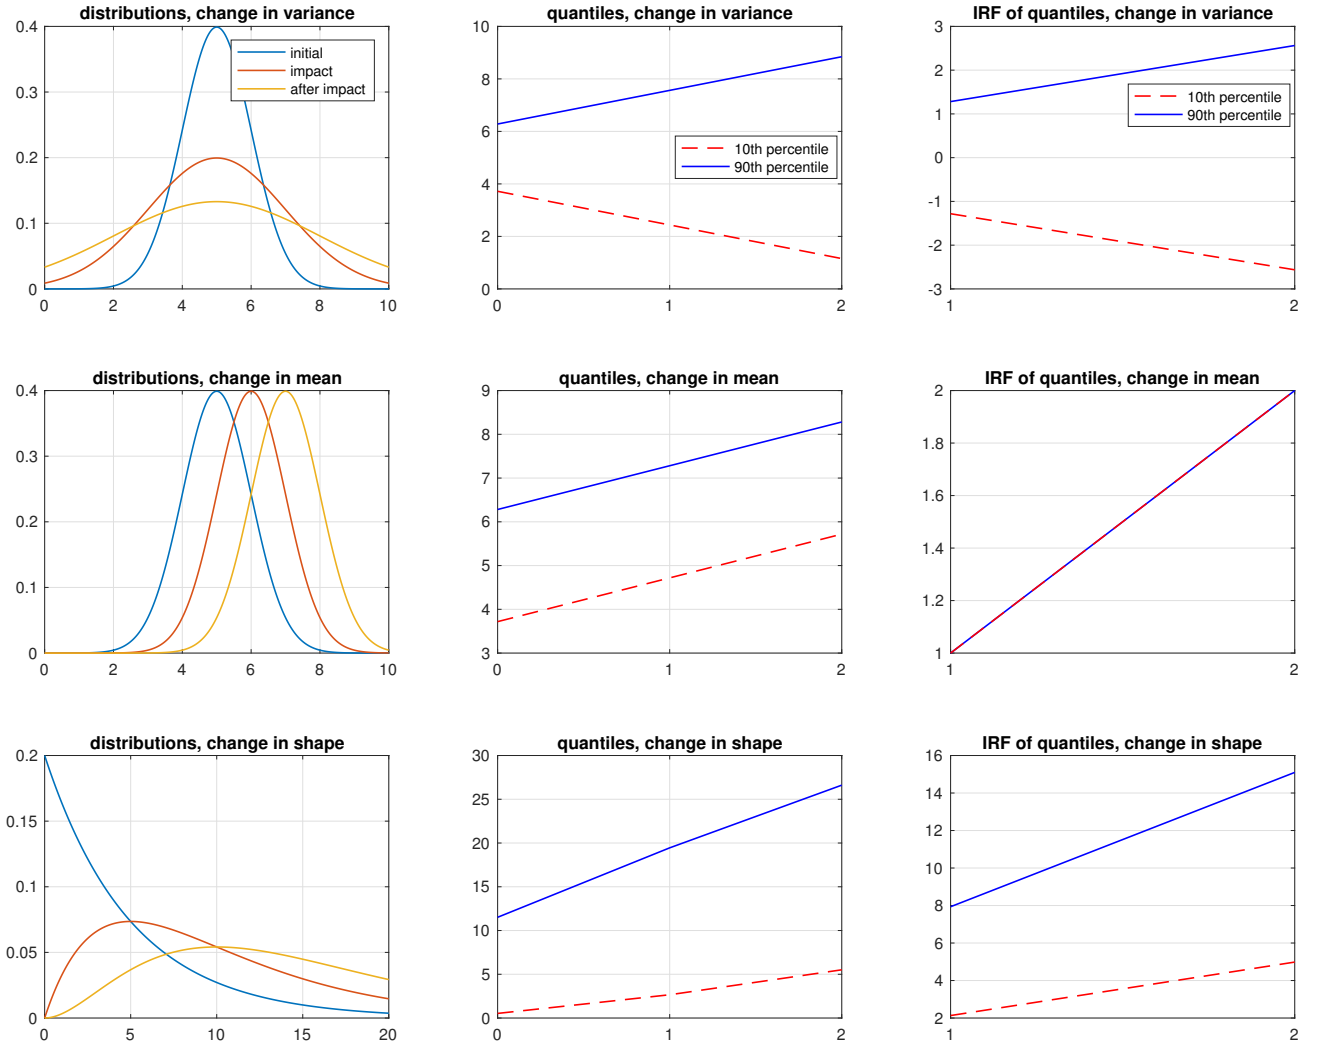 distributions, change in variance
0.4
0.3
0.2
0.1
0
0 2 4 6 8 10
initial
impact
after impact
quantiles, change in variance
10
8
6
4
2
0
0 1 2
10th percentile
90th percentile
IRF of quantiles, change in variance
3
2
1
0
-1
-2
-3
1 2
10th percentile
90th percentile
distributions, change in mean
0.4
0.3
0.2
0.1
0
0 2 4 6 8 10
quantiles, change in mean
9
8
7
6
5
4
3
0 1 2
IRF of quantiles, change in mean
2
1.8
1.6
1.4
1.2
1
1 2
distributions, change in shape
0.2
0.15
0.1
0.05
0
0 5 10 15 20
quantiles, change in shape
30
25
20
15
10
5
0
0 1 2
IRF of quantiles, change in shape
16
14
12
10
8
6
4
2
1 2